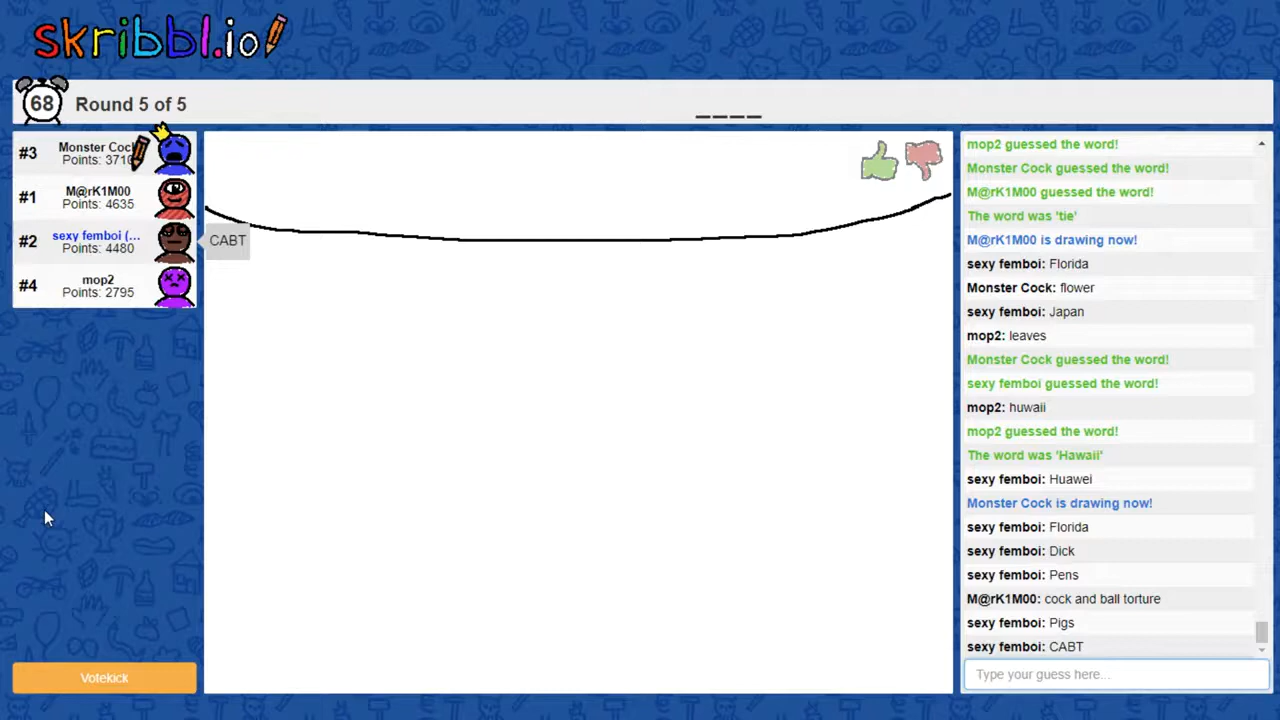 skribbl.io
68 Round 5 of 5
_ _ _ _
#3 Monster Coc
Points: 3710
#1 M@rK1M00
Points: 4635
#2 sexy femboi (...
Points: 4480
CABT
#4 mop2
Points: 2795
Votekick
mop2 guessed the word!
Monster Cock guessed the word!
M@rK1M00 guessed the word!
The word was 'tie'
M@rK1M00 is drawing now!
sexy femboi: Florida
Monster Cock: flower
sexy femboi: Japan
mop2: leaves
Monster Cock guessed the word!
sexy femboi guessed the word!
mop2: huwaii
mop2 guessed the word!
The word was 'Hawaii'
sexy femboi: Huawei
Monster Cock is drawing now!
sexy femboi: Florida
sexy femboi: Dick
sexy femboi: Pens
M@rK1M00: cock and ball torture
sexy femboi: Pigs
sexy femboi: CABT
Type your guess here...